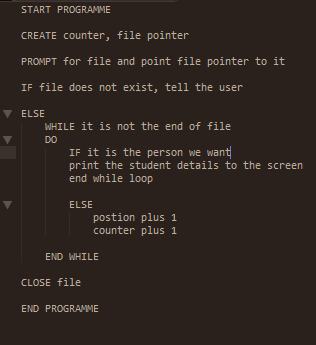 START PROGRAMME
CREATE counter, file pointer
PROMPT for file and point file pointer to it
IF file does not exist, tell the user
ELSE
WHILE it is not the end of file
DO
IF it is the person we want
print the student details to the screen
end while loop
ELSE
postion plus 1
counter plus 1
END WHILE
CLOSE file
END PROGRAMME